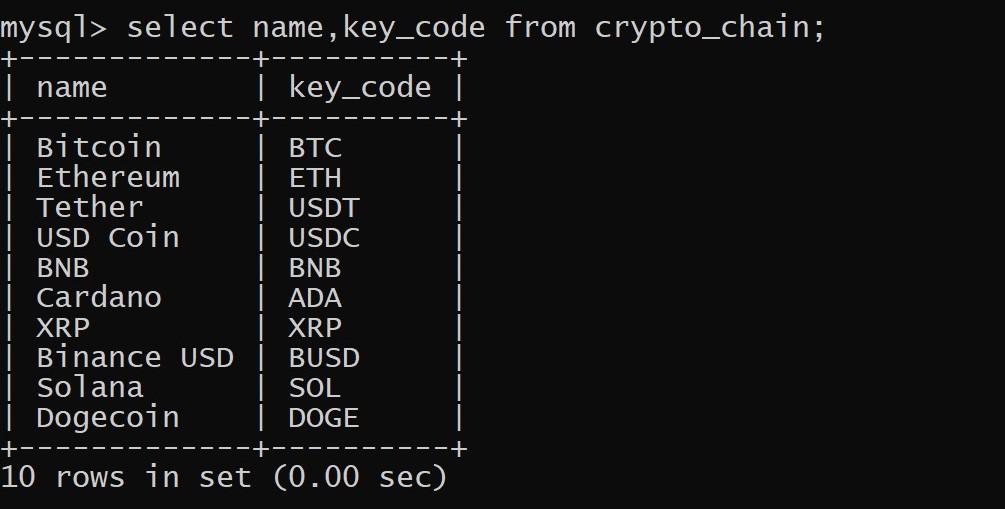 mysql> select name,key_code from crypto_chain;
+-------------+----------+
| name        | key_code |
+-------------+----------+
| Bitcoin     | BTC      |
| Ethereum    | ETH      |
| Tether      | USDT     |
| USD Coin    | USDC     |
| BNB         | BNB      |
| Cardano     | ADA      |
| XRP         | XRP      |
| Binance USD | BUSD     |
| Solana      | SOL      |
| Dogecoin    | DOGE     |
+-------------+----------+
10 rows in set (0.00 sec)